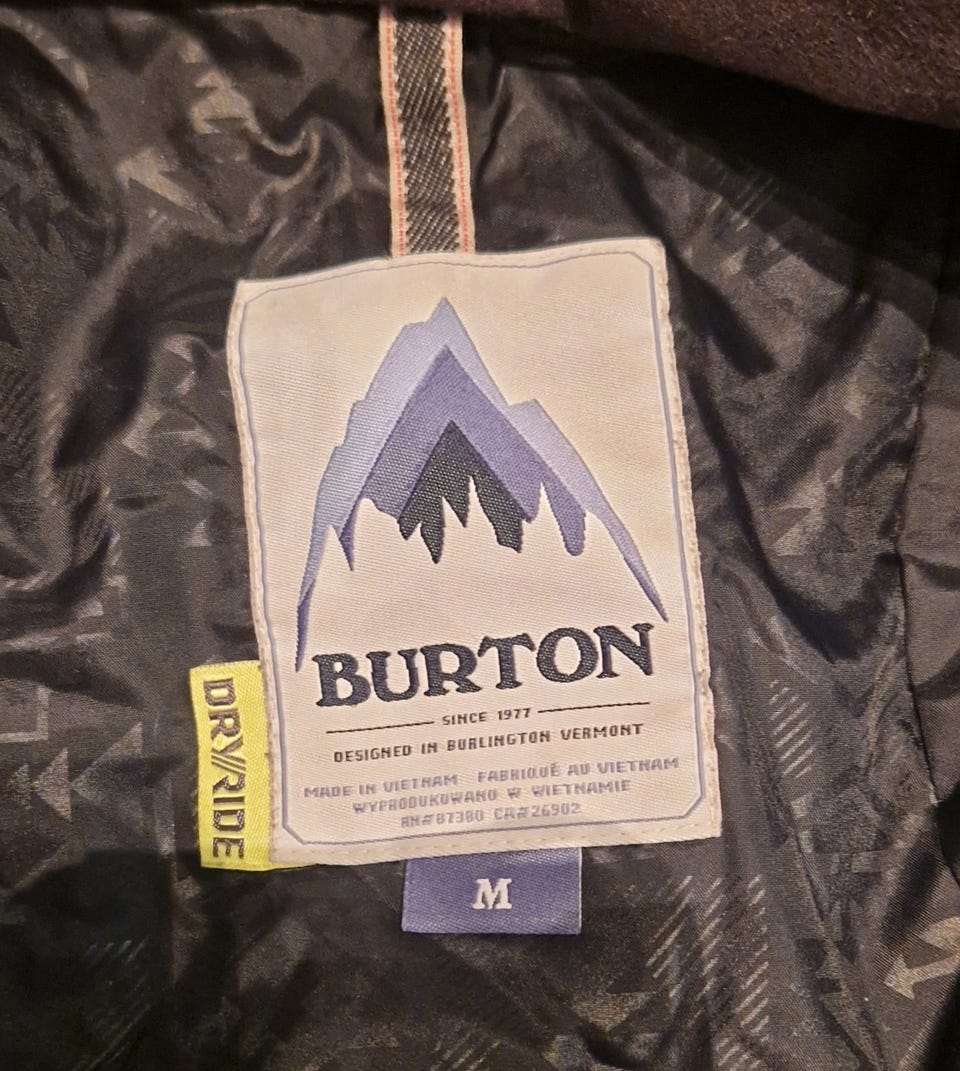 BURTON
SINCE 1977
DESIGNED IN BURLINGTON VERMONT
MADE IN VIETNAM FABRIQUÉ AU VIETNAM
WYPRODUKOWANO W WIETNAMIE
RN#87380 CA#26902
DRY//RIDE
M